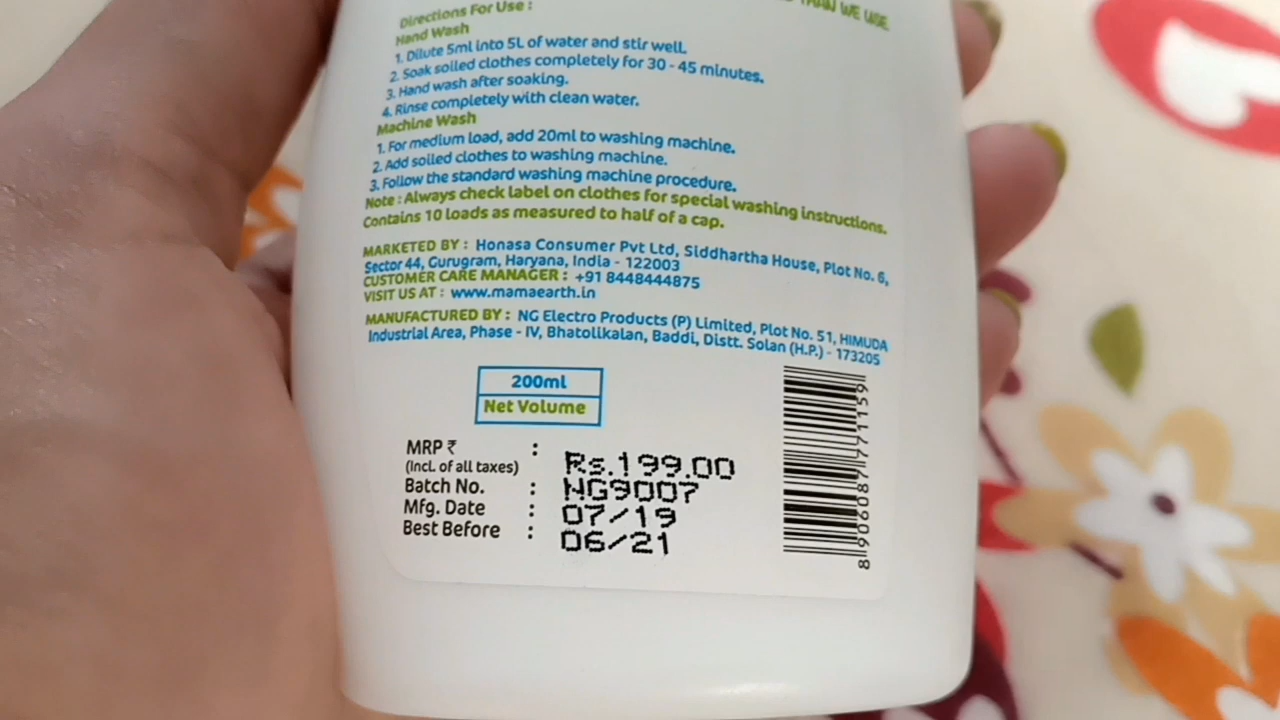 THAN WE USE
Directions For Use :
Hand Wash
1. Dilute 5ml into 5L of water and stir well.
2. Soak soiled clothes completely for 30 - 45 minutes.
3. Hand wash after soaking.
4. Rinse completely with clean water.
Machine Wash
1. For medium load, add 20ml to washing machine.
2. Add soiled clothes to washing machine.
3. Follow the standard washing machine procedure.
Note : Always check label on clothes for special washing instructions.
Contains 10 loads as measured to half of a cap.
MARKETED BY : Honasa Consumer Pvt Ltd, Siddhartha House, Plot No. 6,
Sector 44, Gurugram, Haryana, India - 122003
CUSTOMER CARE MANAGER : +91 8448444875
VISIT US AT : www.mamaearth.in
MANUFACTURED BY : NG Electro Products (P) Limited, Plot No. 51, HIMUDA
Industrial Area, Phase - IV, Bhatolikalan, Baddi, Distt. Solan (H.P.) - 173205
200ml
Net Volume
MRP ₹ : Rs.199.00
(Incl. of all taxes)
Batch No. : NG9007
Mfg. Date : 07/19
Best Before : 06/21
8906087771159